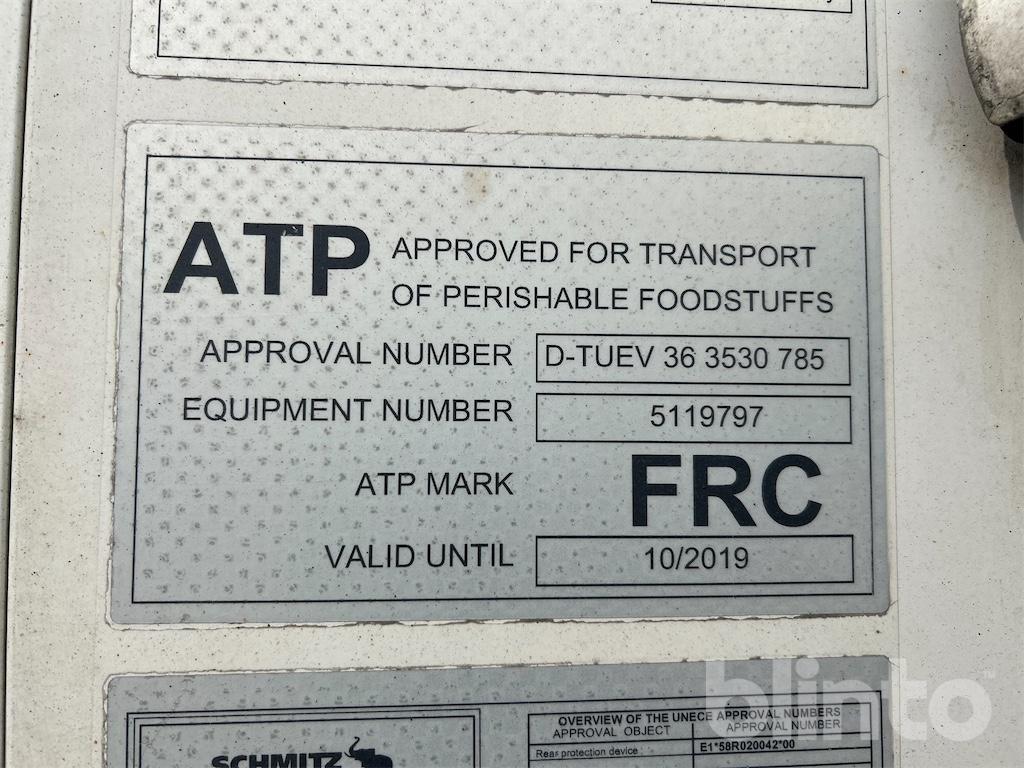 ATP APPROVED FOR TRANSPORT
OF PERISHABLE FOODSTUFFS
APPROVAL NUMBER D-TUEV 36 3530 785
EQUIPMENT NUMBER 5119797
ATP MARK FRC
VALID UNTIL 10/2019
SCHMITZ
OVERVIEW OF THE UNECE APPROVAL NUMBERS
APPROVAL OBJECT APPROVAL NUMBER
Rear protection device E1*58R020042*00
blinto